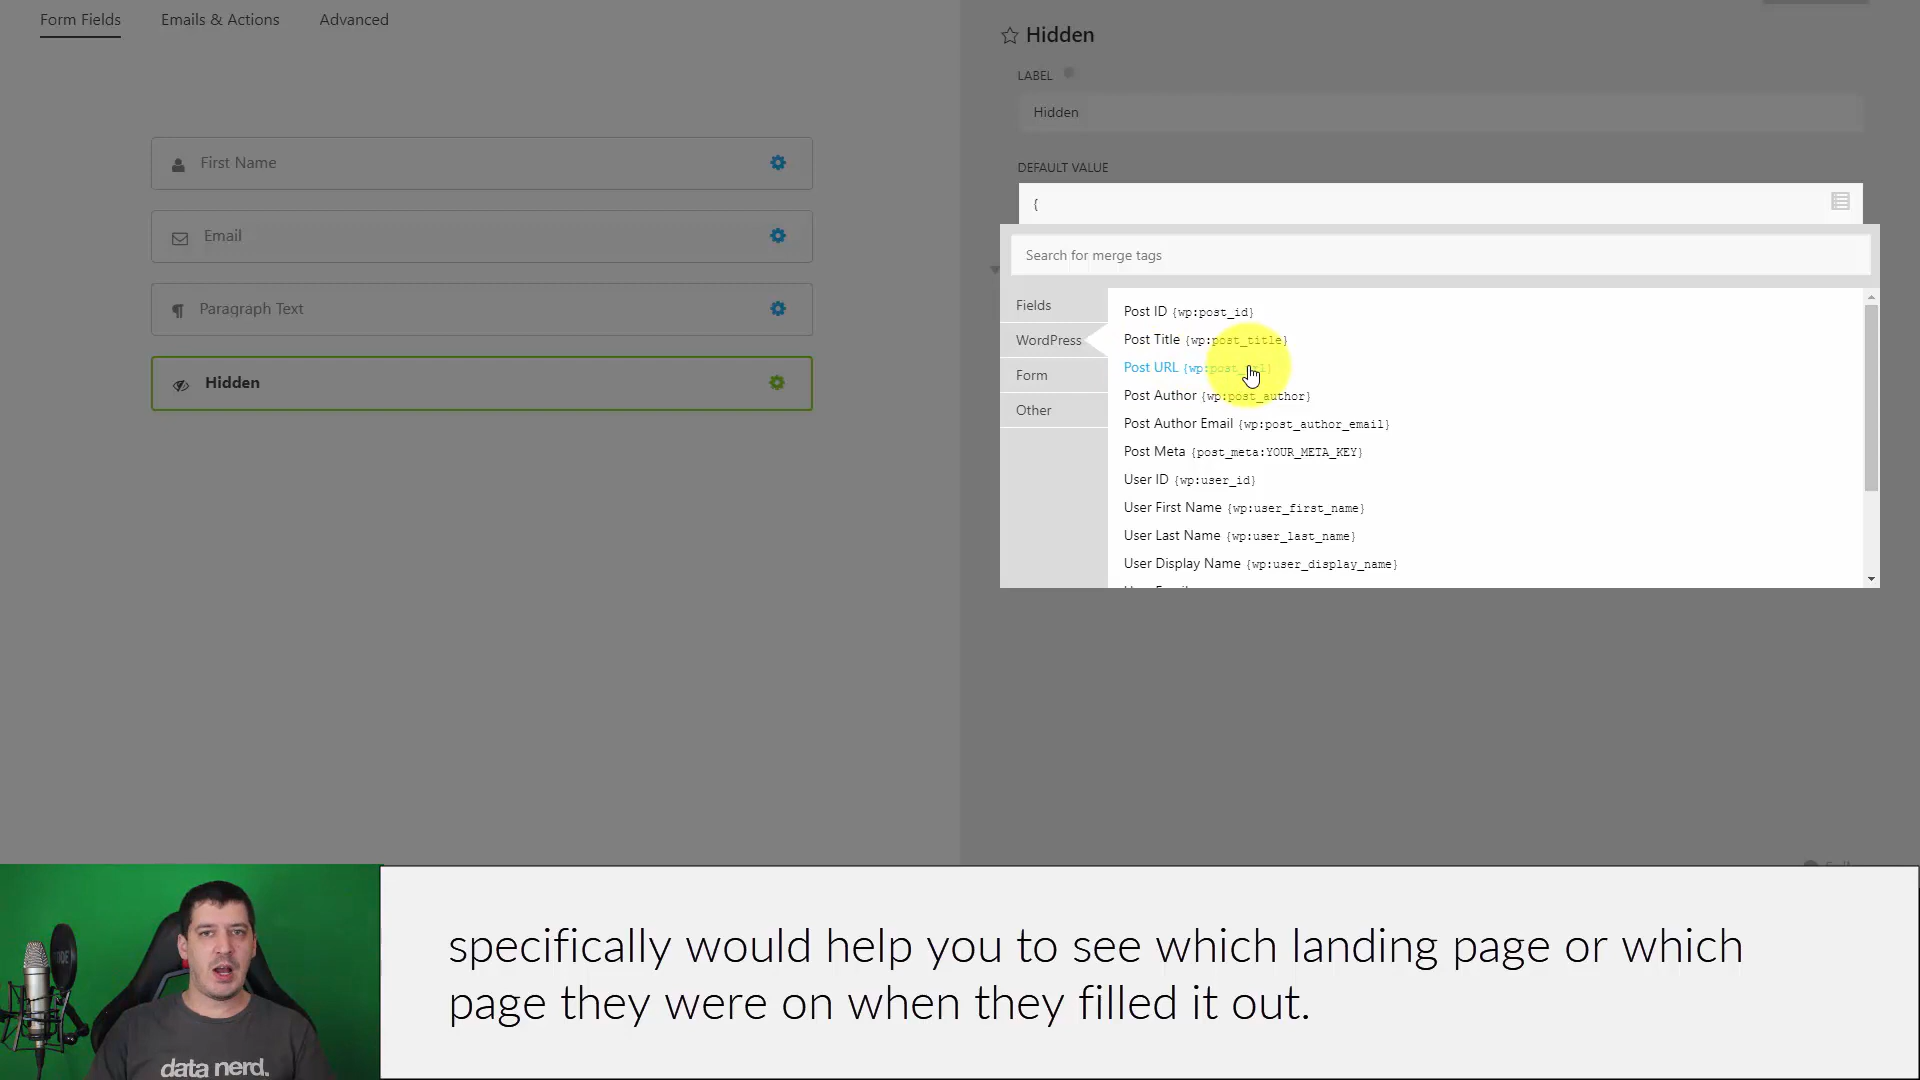 Form Fields
Emails & Actions
Advanced
First Name
Email
Paragraph Text
Hidden
Hidden
LABEL
Hidden
DEFAULT VALUE
{
Search for merge tags
Fields
WordPress
Form
Other
Post ID {wp:post_id}
Post Title {wp:post_title}
Post URL {wp:post_url}
Post Author {wp:post_author}
Post Author Email {wp:post_author_email}
Post Meta {post_meta:YOUR_META_KEY}
User ID {wp:user_id}
User First Name {wp:user_first_name}
User Last Name {wp:user_last_name}
User Display Name {wp:user_display_name}
data nerd.
specifically would help you to see which landing page or which
page they were on when they filled it out.